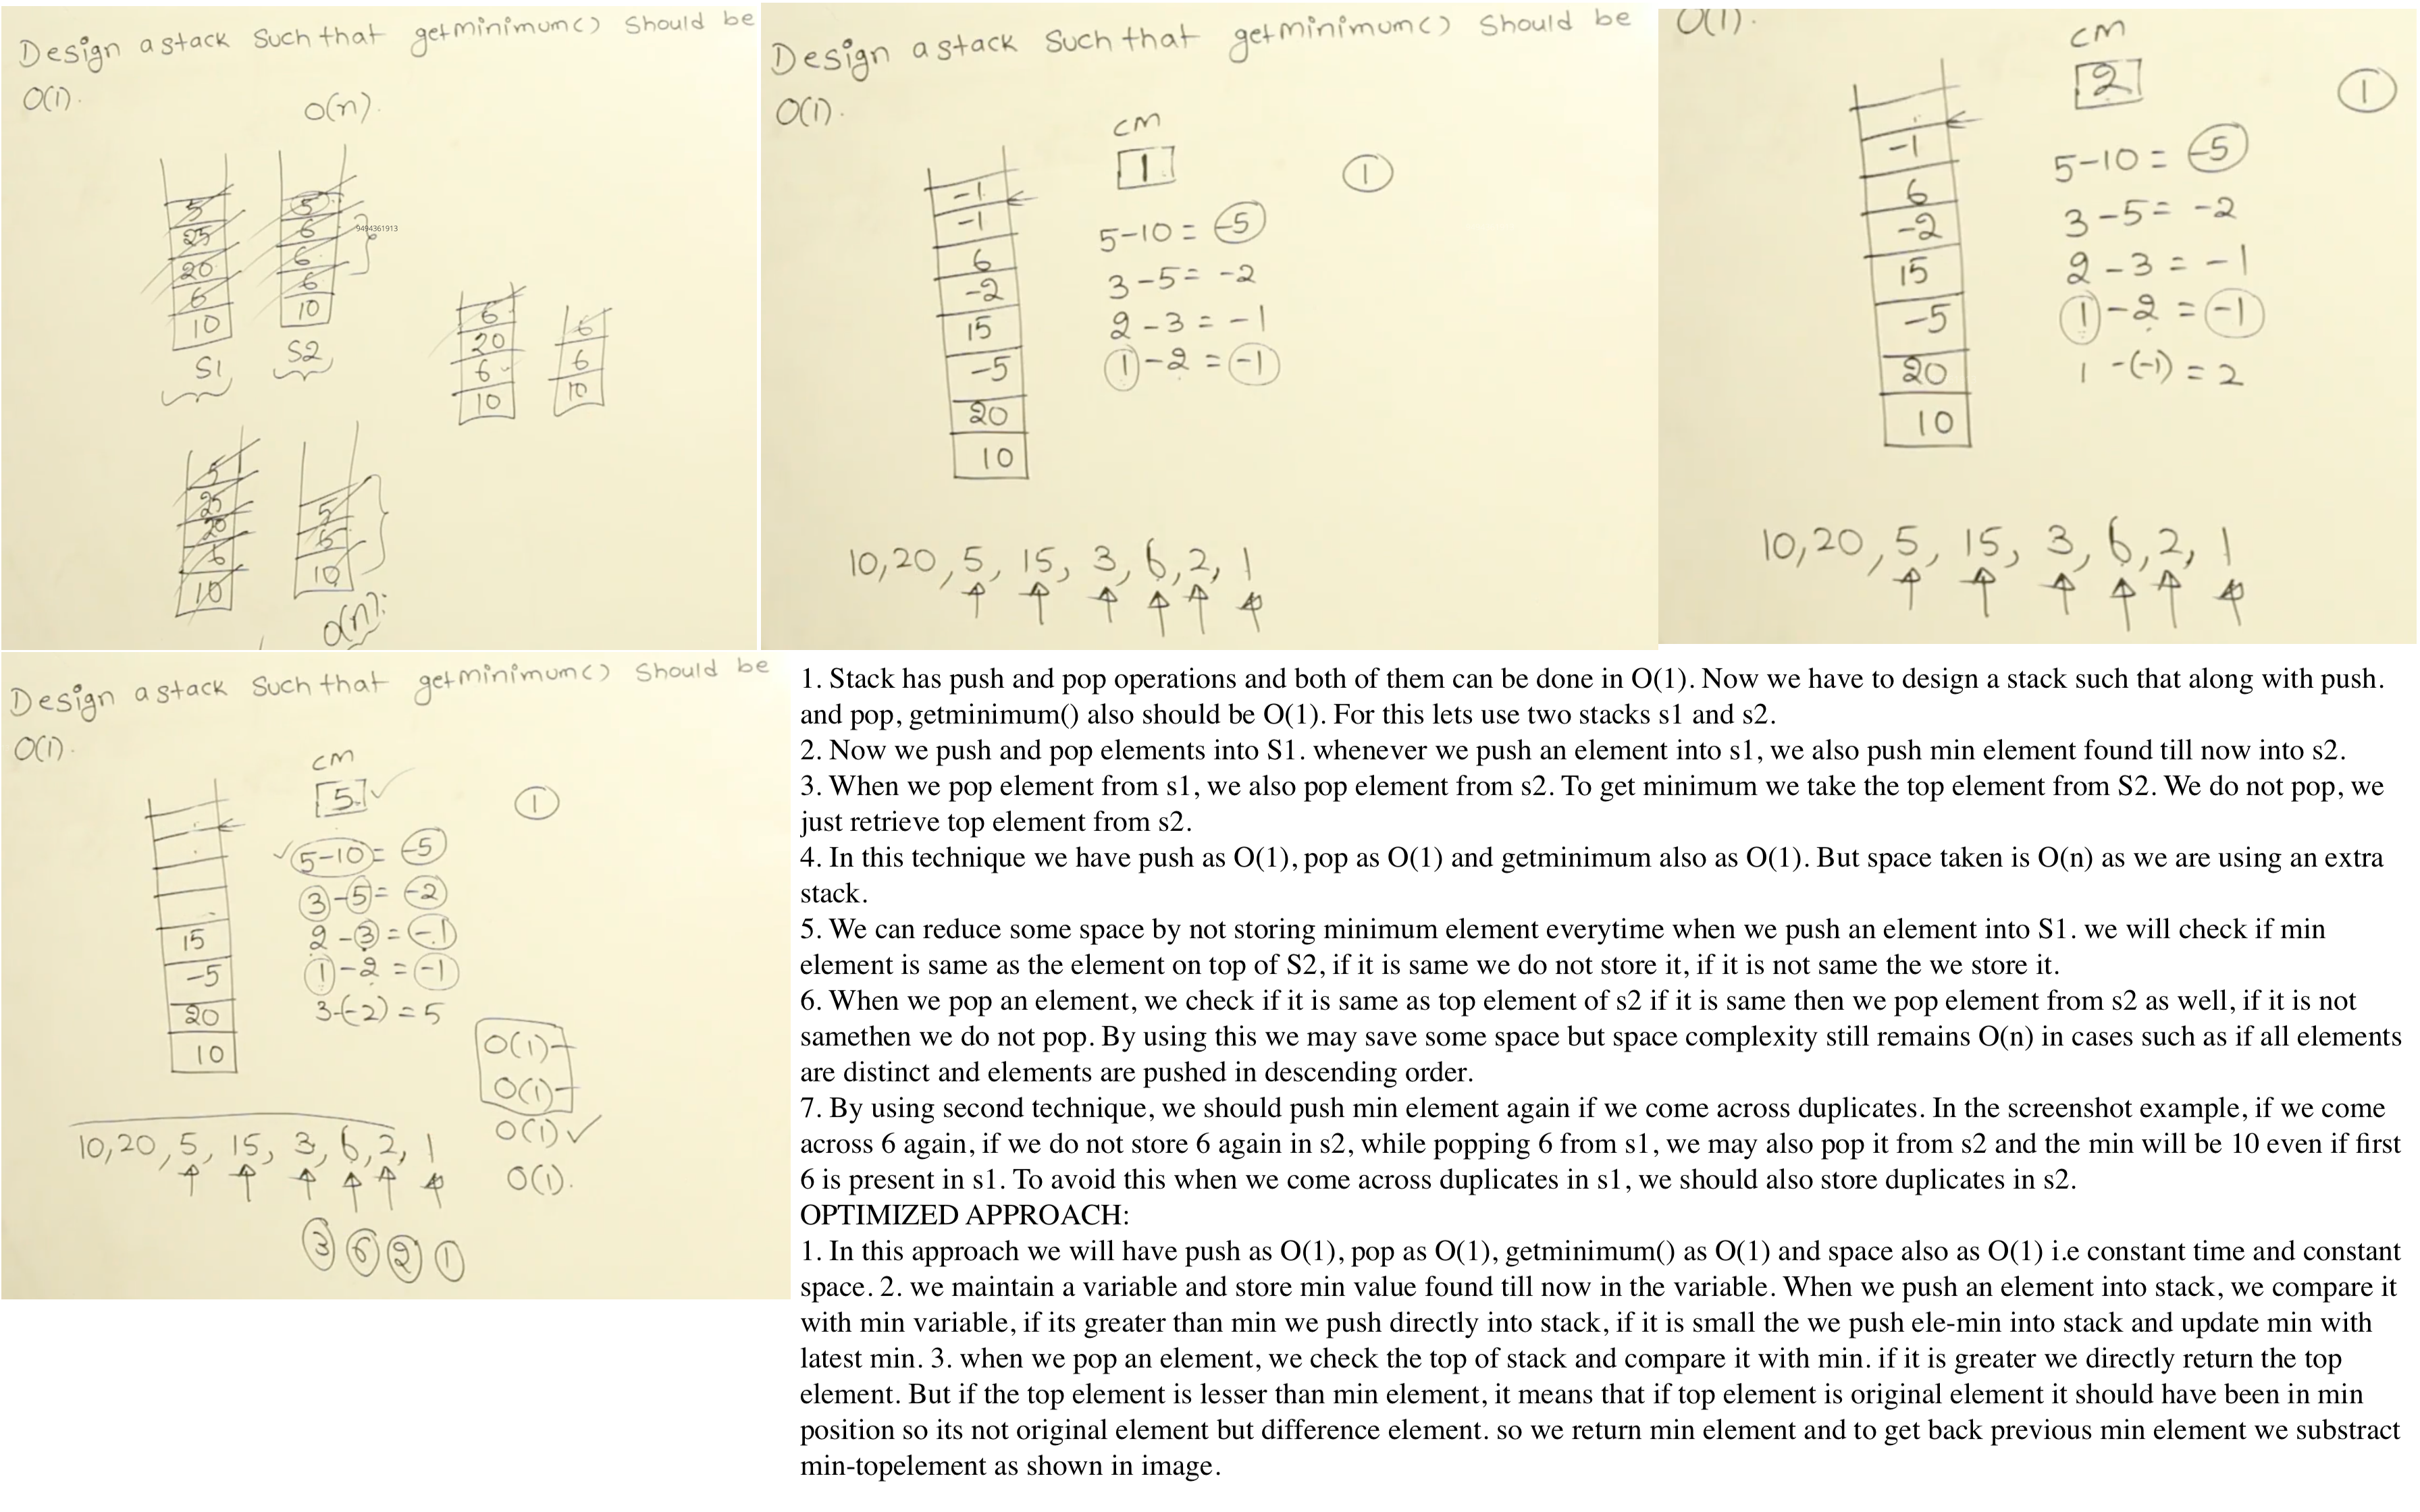 Design a stack such that getminimum() should be
O(1).
O(n).
5
25
20
6
10
S1
5
6
6
6
10
S2
9494361913
6
20
6
10
6
6
10
5
25
20
6
10
5
6
10
O(n):
Design a stack such that getminimum() should be
O(1).
cm
1
1
-1
-1
6
-2
15
-5
20
10
5-10 = -5
3-5 = -2
2-3 = -1
1-2 = -1
10,20,5,15,3,6,2,1
O(1).
cm
2
1
-1
6
-2
15
-5
20
10
5-10 = -5
3-5 = -2
2-3 = -1
1-2 = -1
1-(-1) = 2
10,20,5,15,3,6,2,1
Design a stack such that getminimum() should be
O(1).
cm
5
1
15
-5
20
10
5-10 = -5
3-5 = -2
2-3 = -1
1-2 = -1
3-(-2) = 5
O(1)
O(1)
O(1)
O(1).
10,20,5,15,3,6,2,1
3 6 2 1
1. Stack has push and pop operations and both of them can be done in O(1). Now we have to design a stack such that along with push.
and pop, getminimum() also should be O(1). For this lets use two stacks s1 and s2.
2. Now we push and pop elements into S1. whenever we push an element into s1, we also push min element found till now into s2.
3. When we pop element from s1, we also pop element from s2. To get minimum we take the top element from S2. We do not pop, we
just retrieve top element from s2.
4. In this technique we have push as O(1), pop as O(1) and getminimum also as O(1). But space taken is O(n) as we are using an extra
stack.
5. We can reduce some space by not storing minimum element everytime when we push an element into S1. we will check if min
element is same as the element on top of S2, if it is same we do not store it, if it is not same the we store it.
6. When we pop an element, we check if it is same as top element of s2 if it is same then we pop element from s2 as well, if it is not
samethen we do not pop. By using this we may save some space but space complexity still remains O(n) in cases such as if all elements
are distinct and elements are pushed in descending order.
7. By using second technique, we should push min element again if we come across duplicates. In the screenshot example, if we come
across 6 again, if we do not store 6 again in s2, while popping 6 from s1, we may also pop it from s2 and the min will be 10 even if first
6 is present in s1. To avoid this when we come across duplicates in s1, we should also store duplicates in s2.
OPTIMIZED APPROACH:
1. In this approach we will have push as O(1), pop as O(1), getminimum() as O(1) and space also as O(1) i.e constant time and constant
space. 2. we maintain a variable and store min value found till now in the variable. When we push an element into stack, we compare it
with min variable, if its greater than min we push directly into stack, if it is small the we push ele-min into stack and update min with
latest min. 3. when we pop an element, we check the top of stack and compare it with min. if it is greater we directly return the top
element. But if the top element is lesser than min element, it means that if top element is original element it should have been in min
position so its not original element but difference element. so we return min element and to get back previous min element we substract
min-topelement as shown in image.